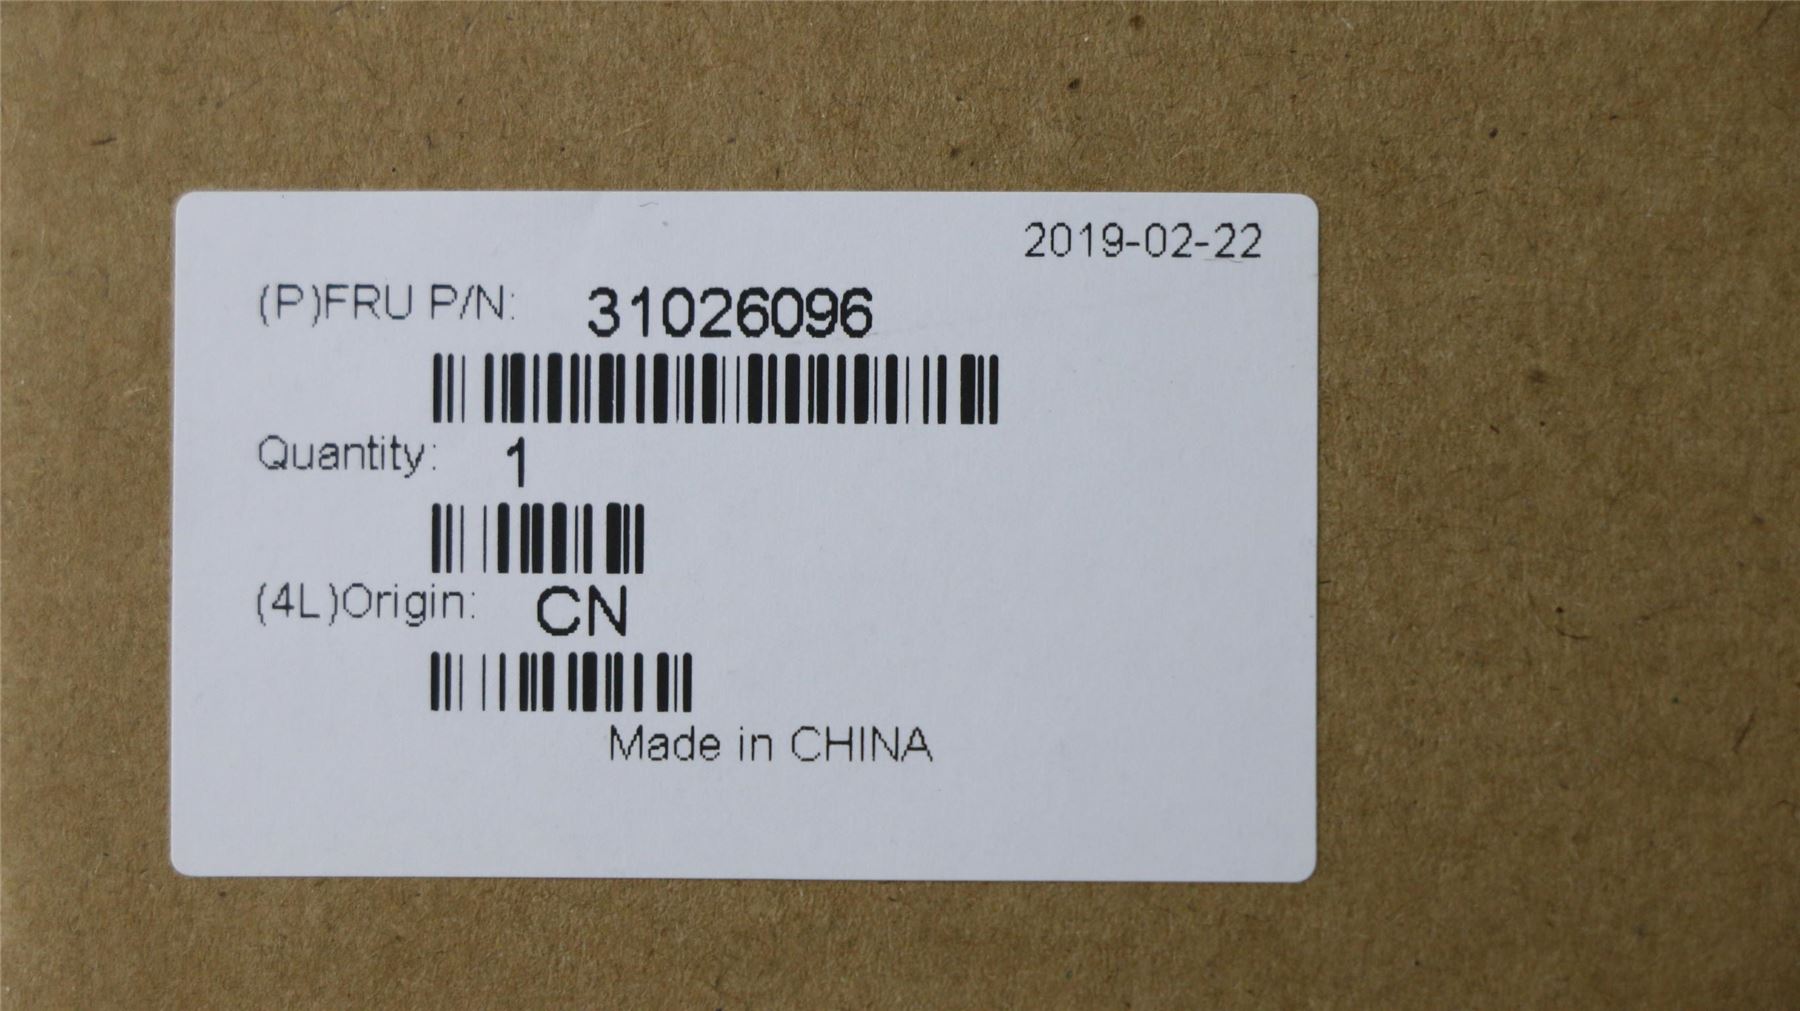 2019-02-22
(P)FRU P/N: 31026096
Quantity: 1
(4L)Origin: CN
Made in CHINA